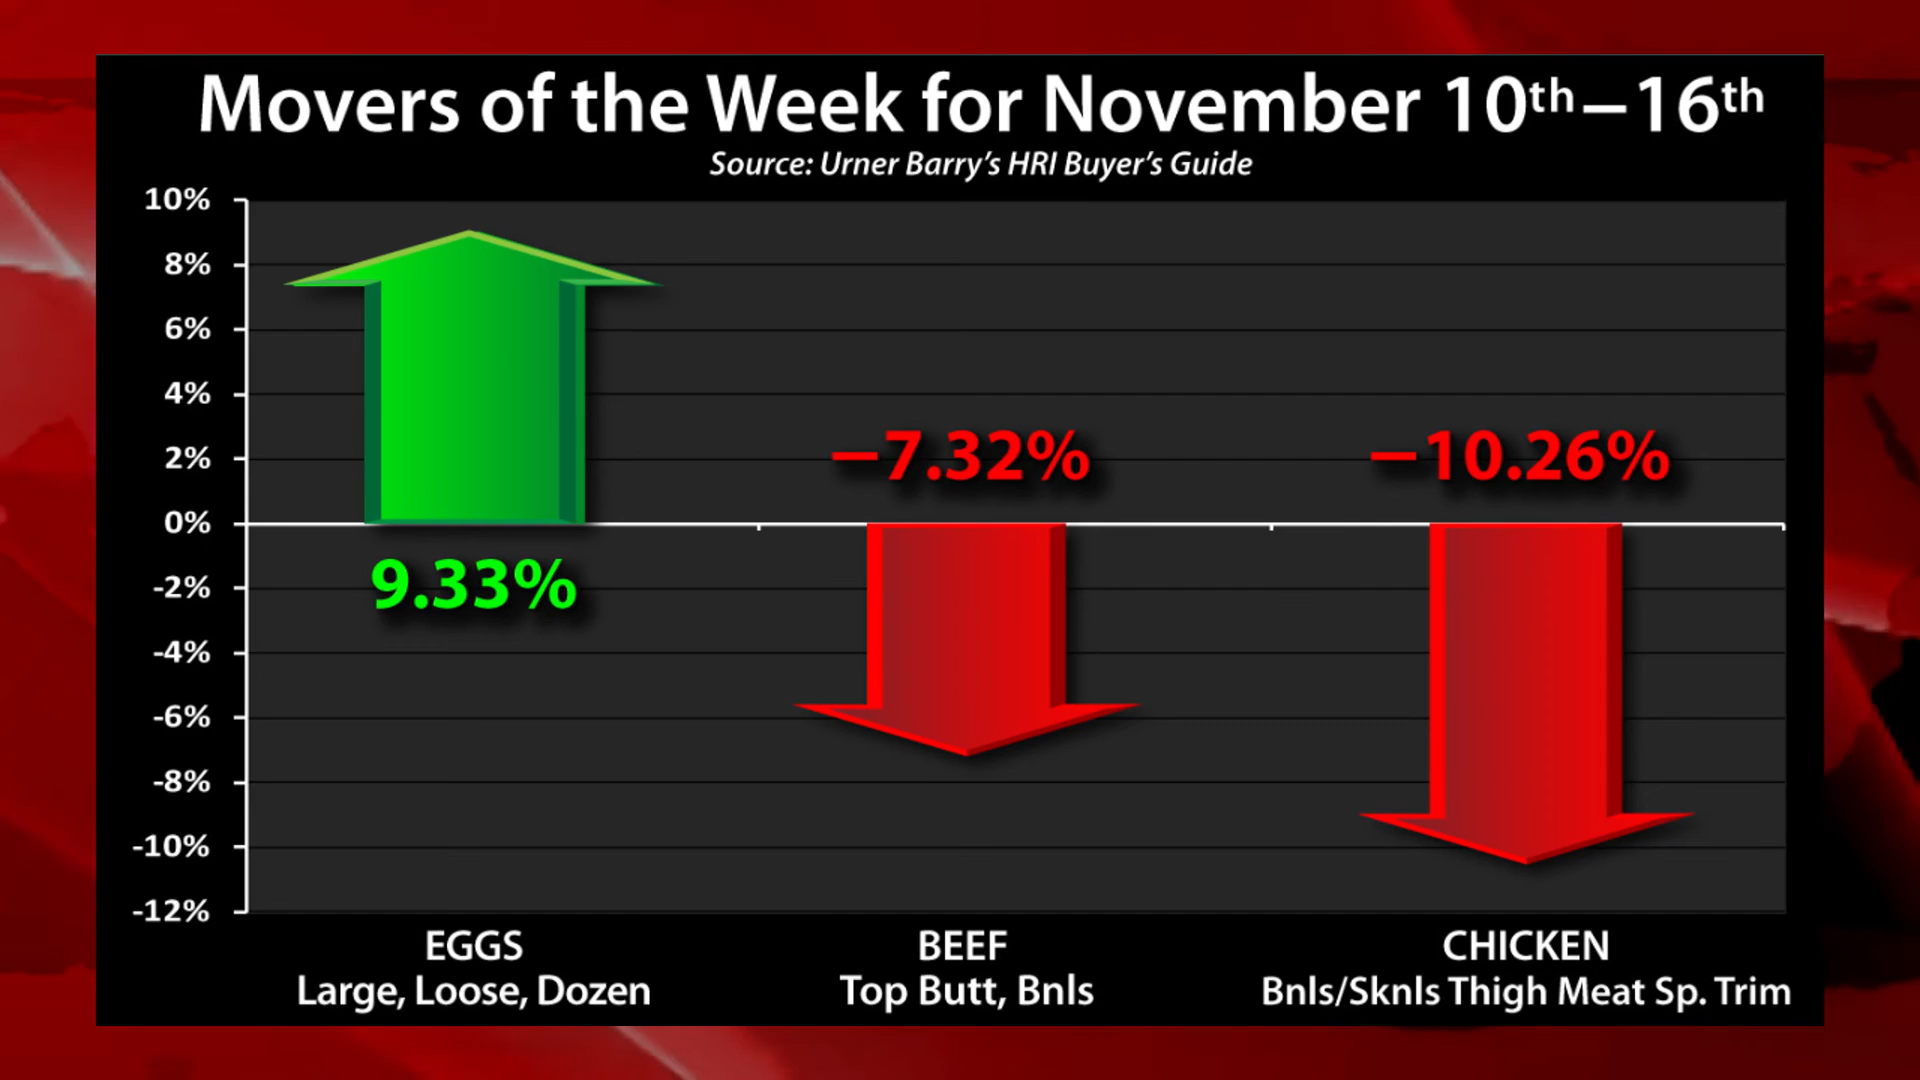 Movers of the Week for November 10th–16th
Source: Urner Barry’s HRI Buyer’s Guide
10%
8%
6%
4%
2%
0%
-2%
-4%
-6%
-8%
-10%
-12%
9.33%
–7.32%
–10.26%
EGGS
Large, Loose, Dozen
BEEF
Top Butt, Bnls
CHICKEN
Bnls/Sknls Thigh Meat Sp. Trim